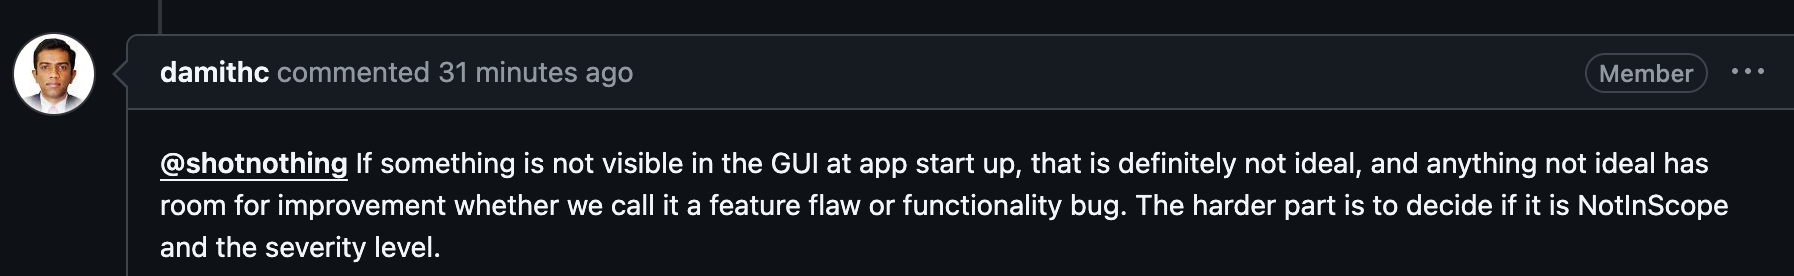 damithc commented 31 minutes ago
Member
@shotnothing If something is not visible in the GUI at app start up, that is definitely not ideal, and anything not ideal has
room for improvement whether we call it a feature flaw or functionality bug. The harder part is to decide if it is NotInScope
and the severity level.